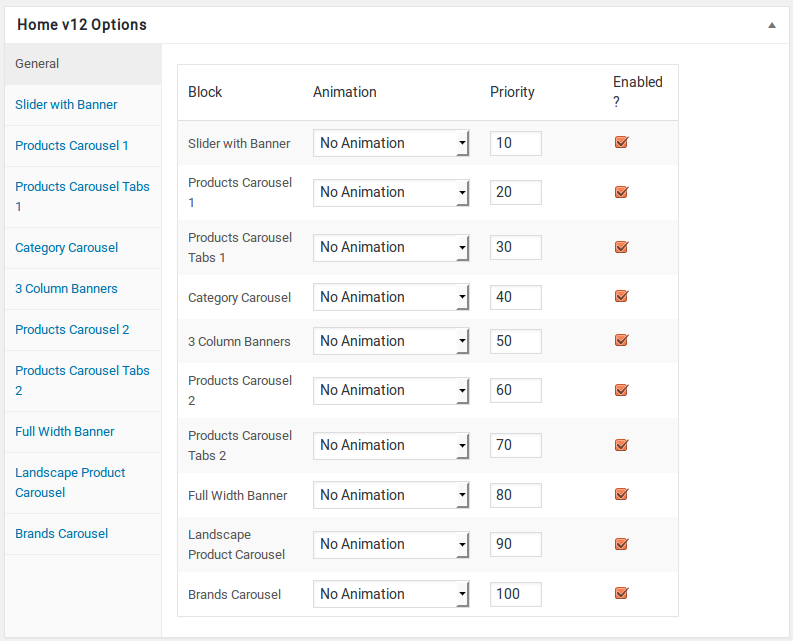 Home v12 Options
General
Slider with Banner
Products Carousel 1
Products Carousel Tabs
1
Category Carousel
3 Column Banners
Products Carousel 2
Products Carousel Tabs
2
Full Width Banner
Landscape Product
Carousel
Brands Carousel
Block Animation Priority Enabled
?
Slider with Banner No Animation 10
Products Carousel
1 No Animation 20
Products Carousel
Tabs 1 No Animation 30
Category Carousel No Animation 40
3 Column Banners No Animation 50
Products Carousel
2 No Animation 60
Products Carousel
Tabs 2 No Animation 70
Full Width Banner No Animation 80
Landscape
Product Carousel No Animation 90
Brands Carousel No Animation 100